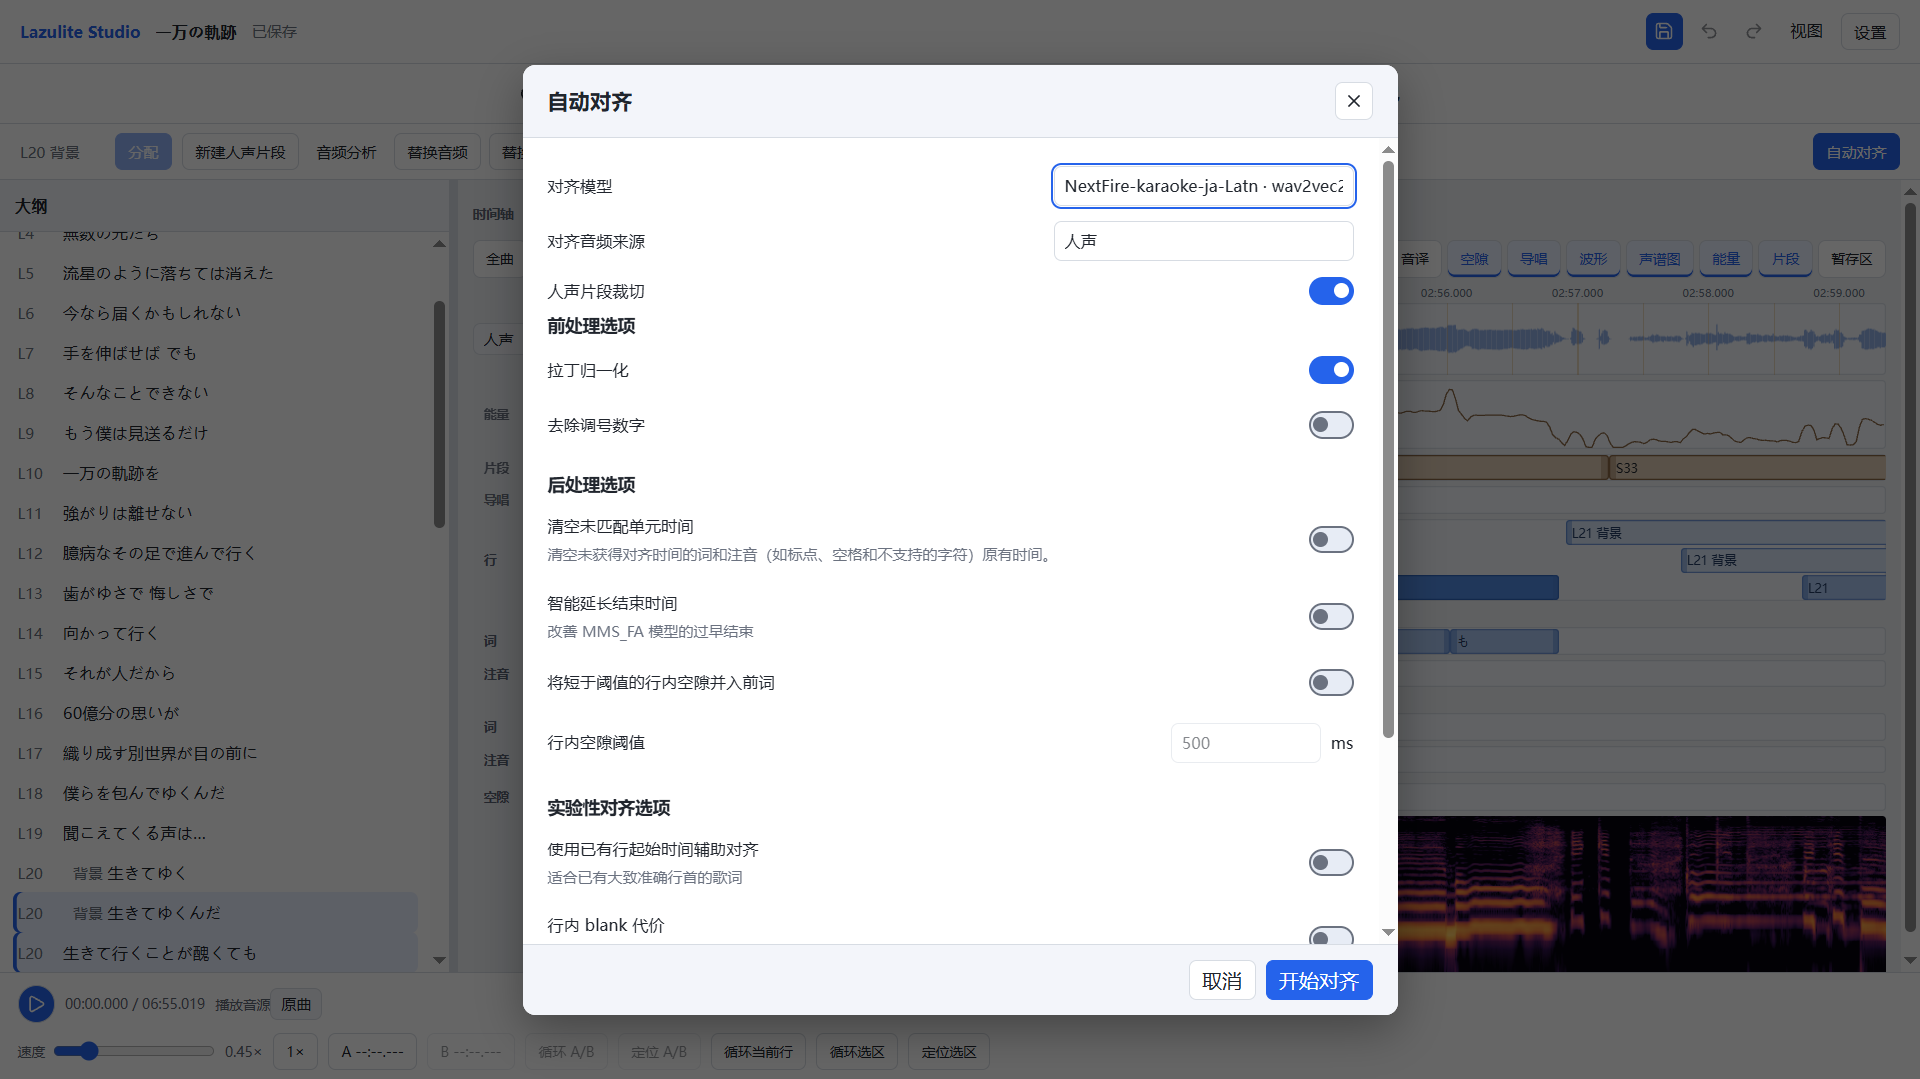 Lazulite Studio 一万の軌跡 已保存
视图 设置
L20 背景 分配 新建人声片段 音频分析 替换音频
自动对齐
大纲
L5 流星のように落ちては消えた
L6 今なら届くかもしれない
L7 手を伸ばせば でも
L8 そんなことできない
L9 もう僕は見送るだけ
L10 一万の軌跡を
L11 強がりは離せない
L12 臆病なその足で進んで行く
L13 歯がゆさで 悔しさで
L14 向かって行く
L15 それが人だから
L16 60億分の思いが
L17 織り成す別世界が目の前に
L18 僕らを包んでゆくんだ
L19 聞こえてくる声は...
L20 背景 生きてゆく
L20 背景 生きてゆくんだ
L20 生きて行くことが醜くても
时间轴
全曲
人声
能量
片段
导唱
行
词
注音
词
注音
空隙
自动对齐
对齐模型 NextFire-karaoke-ja-Latn · wav2vec2
对齐音频来源 人声
人声片段裁切
前处理选项
拉丁归一化
去除调号数字
后处理选项
清空未匹配单元时间
清空未获得对齐时间的词和注音（如标点、空格和不支持的字符）原有时间。
智能延长结束时间
改善 MMS_FA 模型的过早结束
将短于阈值的行内空隙并入前词
行内空隙阈值 500 ms
实验性对齐选项
使用已有行起始时间辅助对齐
适合已有大致准确行首的歌词
行内 blank 代价
取消 开始对齐
音译 空隙 导唱 波形 声谱图 能量 片段 暂存区
02:56.000 02:57.000 02:58.000 02:59.000
S33
L21 背景
L21 背景
L21
も
00:00.000 / 06:55.019 播放音源 原曲
速度 0.45× 1× A --:--.--- B --:--.--- 循环 A/B 定位 A/B 循环当前行 循环选区 定位选区